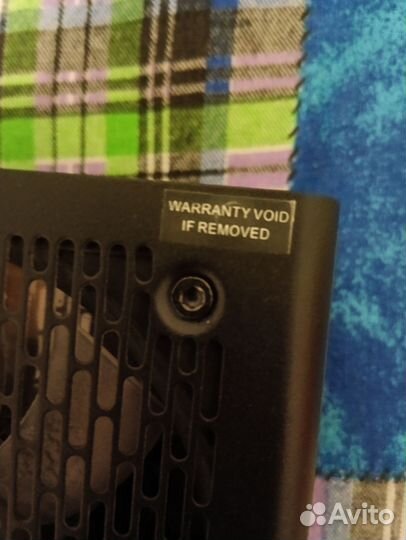 WARRANTY VOID
IF REMOVED
Avito